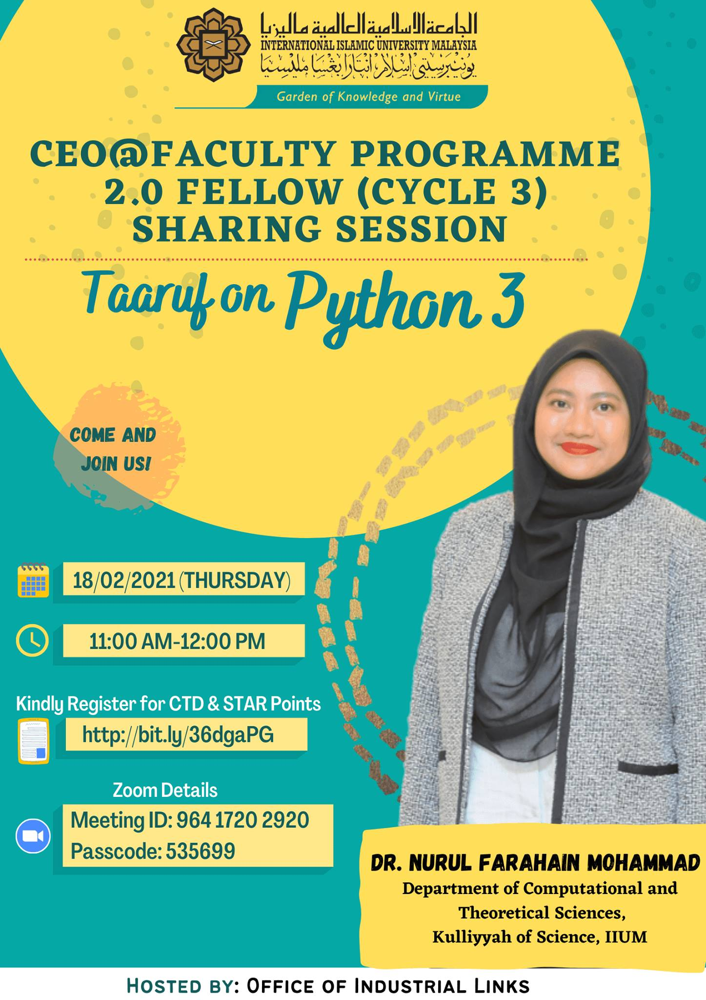 الجامعة الإسلامية العالمية ماليزيا
INTERNATIONAL ISLAMIC UNIVERSITY MALAYSIA
يونيۏرسيتي اسلام انتارابڠسا مليسيا
Garden of Knowledge and Virtue
CEO@FACULTY PROGRAMME
2.0 FELLOW (CYCLE 3)
SHARING SESSION
Taaruf on Python 3
COME AND
JOIN US!
18/02/2021 (THURSDAY)
11:00 AM-12:00 PM
Kindly Register for CTD & STAR Points
http://bit.ly/36dgaPG
Zoom Details
Meeting ID: 964 1720 2920
Passcode: 535699
DR. NURUL FARAHAIN MOHAMMAD
Department of Computational and
Theoretical Sciences,
Kulliyyah of Science, IIUM
HOSTED BY: OFFICE OF INDUSTRIAL LINKS